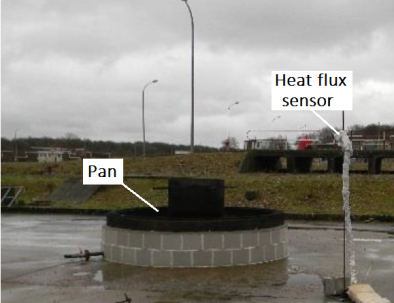 Heat flux
sensor
Pan